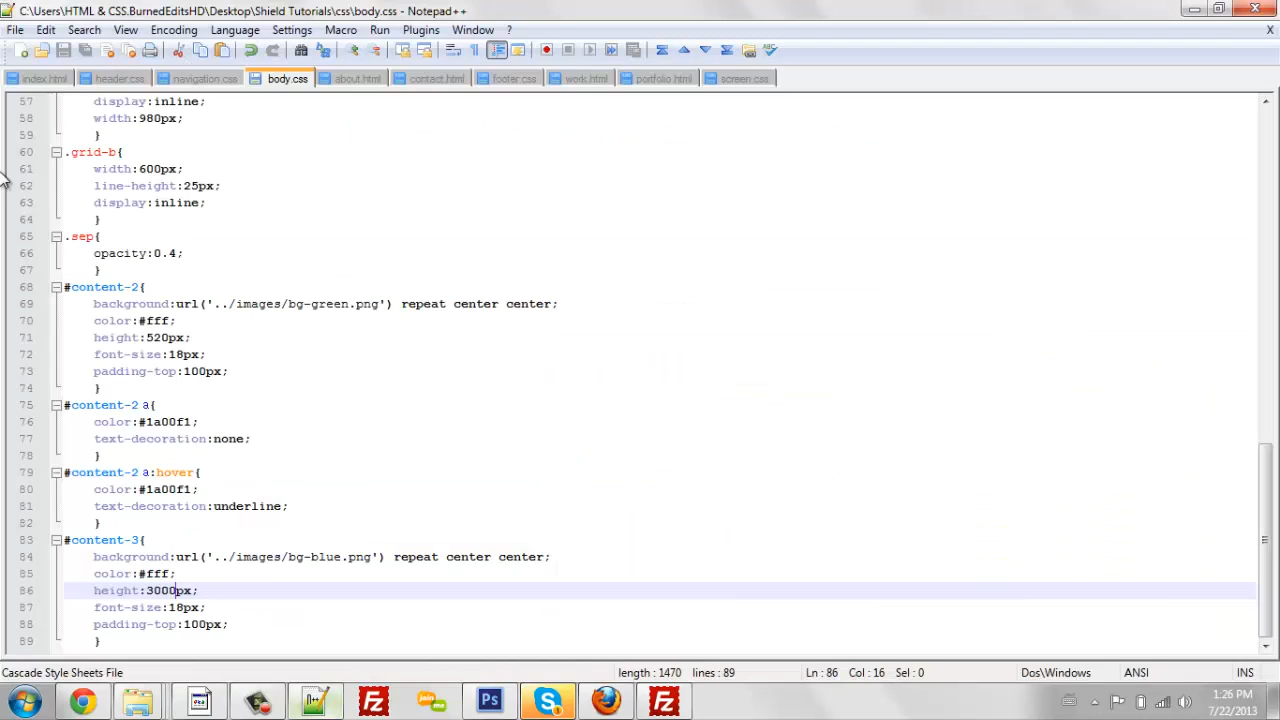 C:\Users\HTML & CSS.BurnedEditsHD\Desktop\Shield Tutorials\css\body.css - Notepad++
File Edit Search View Encoding Language Settings Macro Run Plugins Window ? X
index.html header.css navigation.css body.css about.html contact.html footer.css work.html portfolio.html screen.css
57 display:inline;
58 width:980px;
59 }
60 .grid-b{
61 width:600px;
62 line-height:25px;
63 display:inline;
64 }
65 .sep{
66 opacity:0.4;
67 }
68 #content-2{
69 background:url('../images/bg-green.png') repeat center center;
70 color:#fff;
71 height:520px;
72 font-size:18px;
73 padding-top:100px;
74 }
75 #content-2 a{
76 color:#1a00f1;
77 text-decoration:none;
78 }
79 #content-2 a:hover{
80 color:#1a00f1;
81 text-decoration:underline;
82 }
83 #content-3{
84 background:url('../images/bg-blue.png') repeat center center;
85 color:#fff;
86 height:3000px;
87 font-size:18px;
88 padding-top:100px;
89 }
Cascade Style Sheets File length : 1470 lines : 89 Ln : 86 Col : 16 Sel : 0 Dos\Windows ANSI INS
1:26 PM
7/22/2013